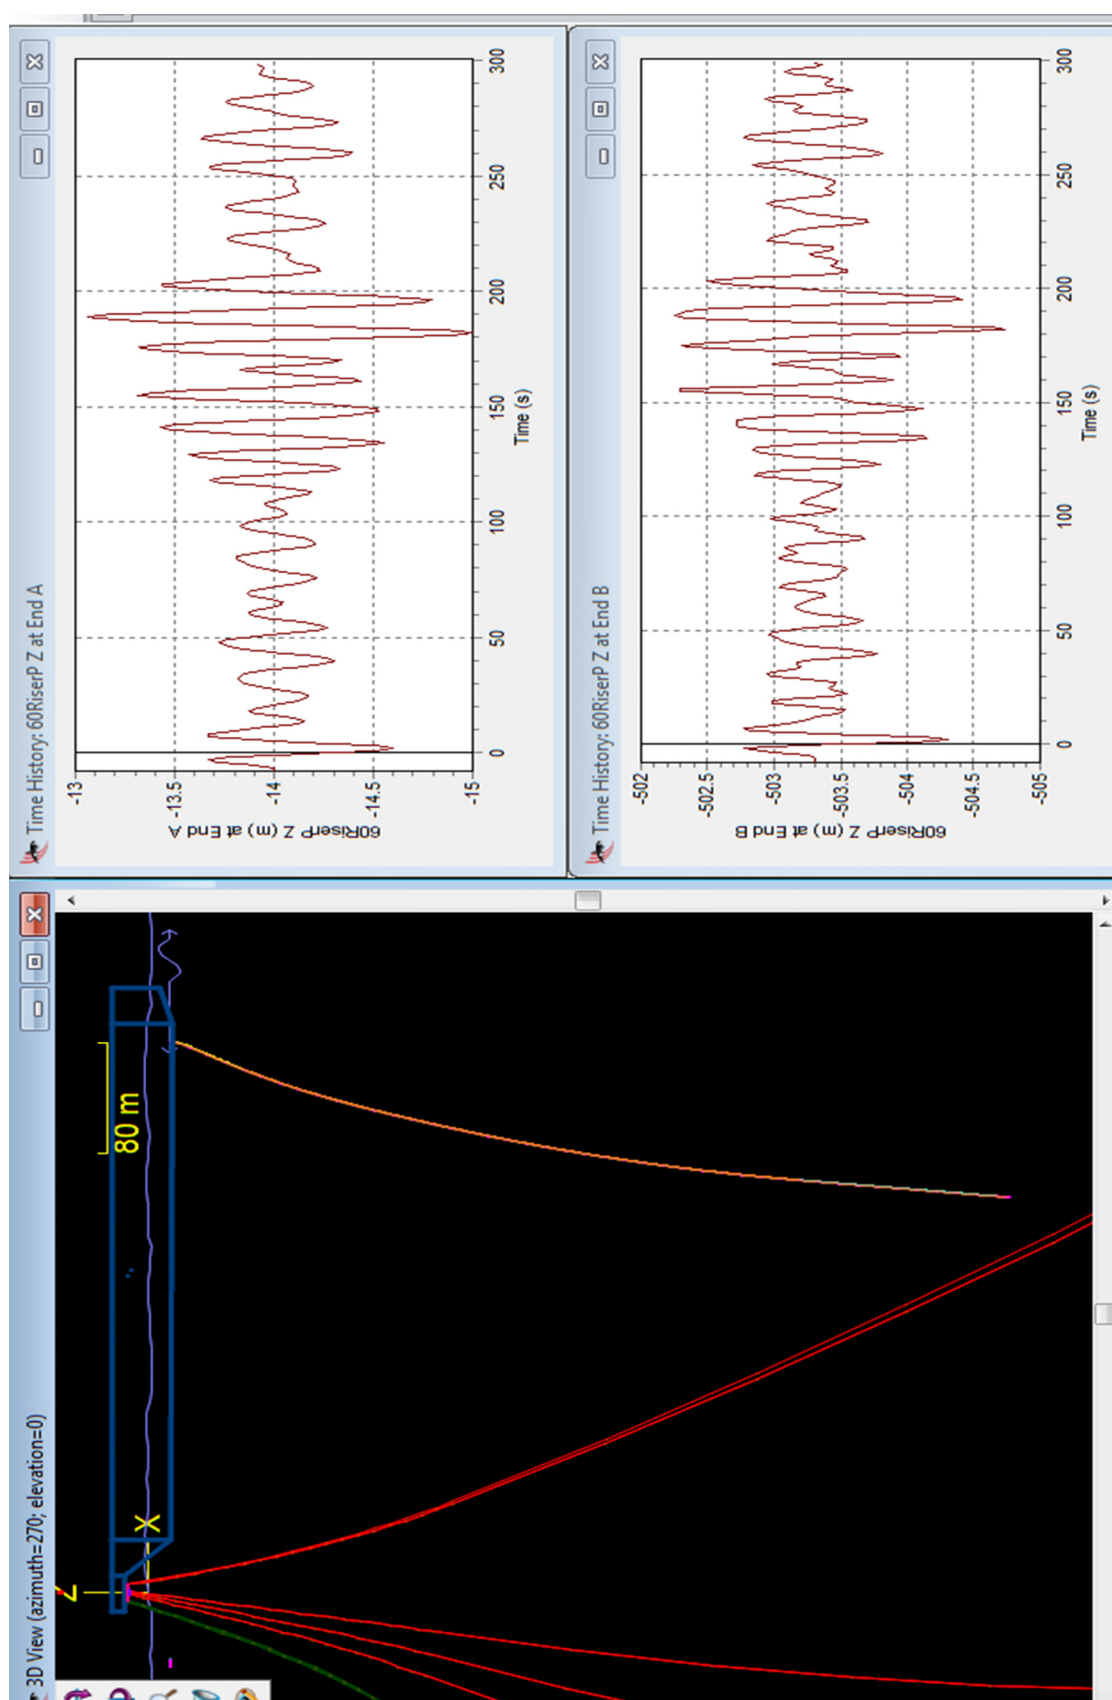 3D View (azimuth=270; elevation=0)
Z
X
80 m
Time History: 60RiserP Z at End A
60RiserP Z (m) at End A
-13
-13.5
-14
-14.5
-15
0
50
100
150
200
250
300
Time (s)
Time History: 60RiserP Z at End B
60RiserP Z (m) at End B
-502
-502.5
-503
-503.5
-504
-504.5
-505
0
50
100
150
200
250
300
Time (s)